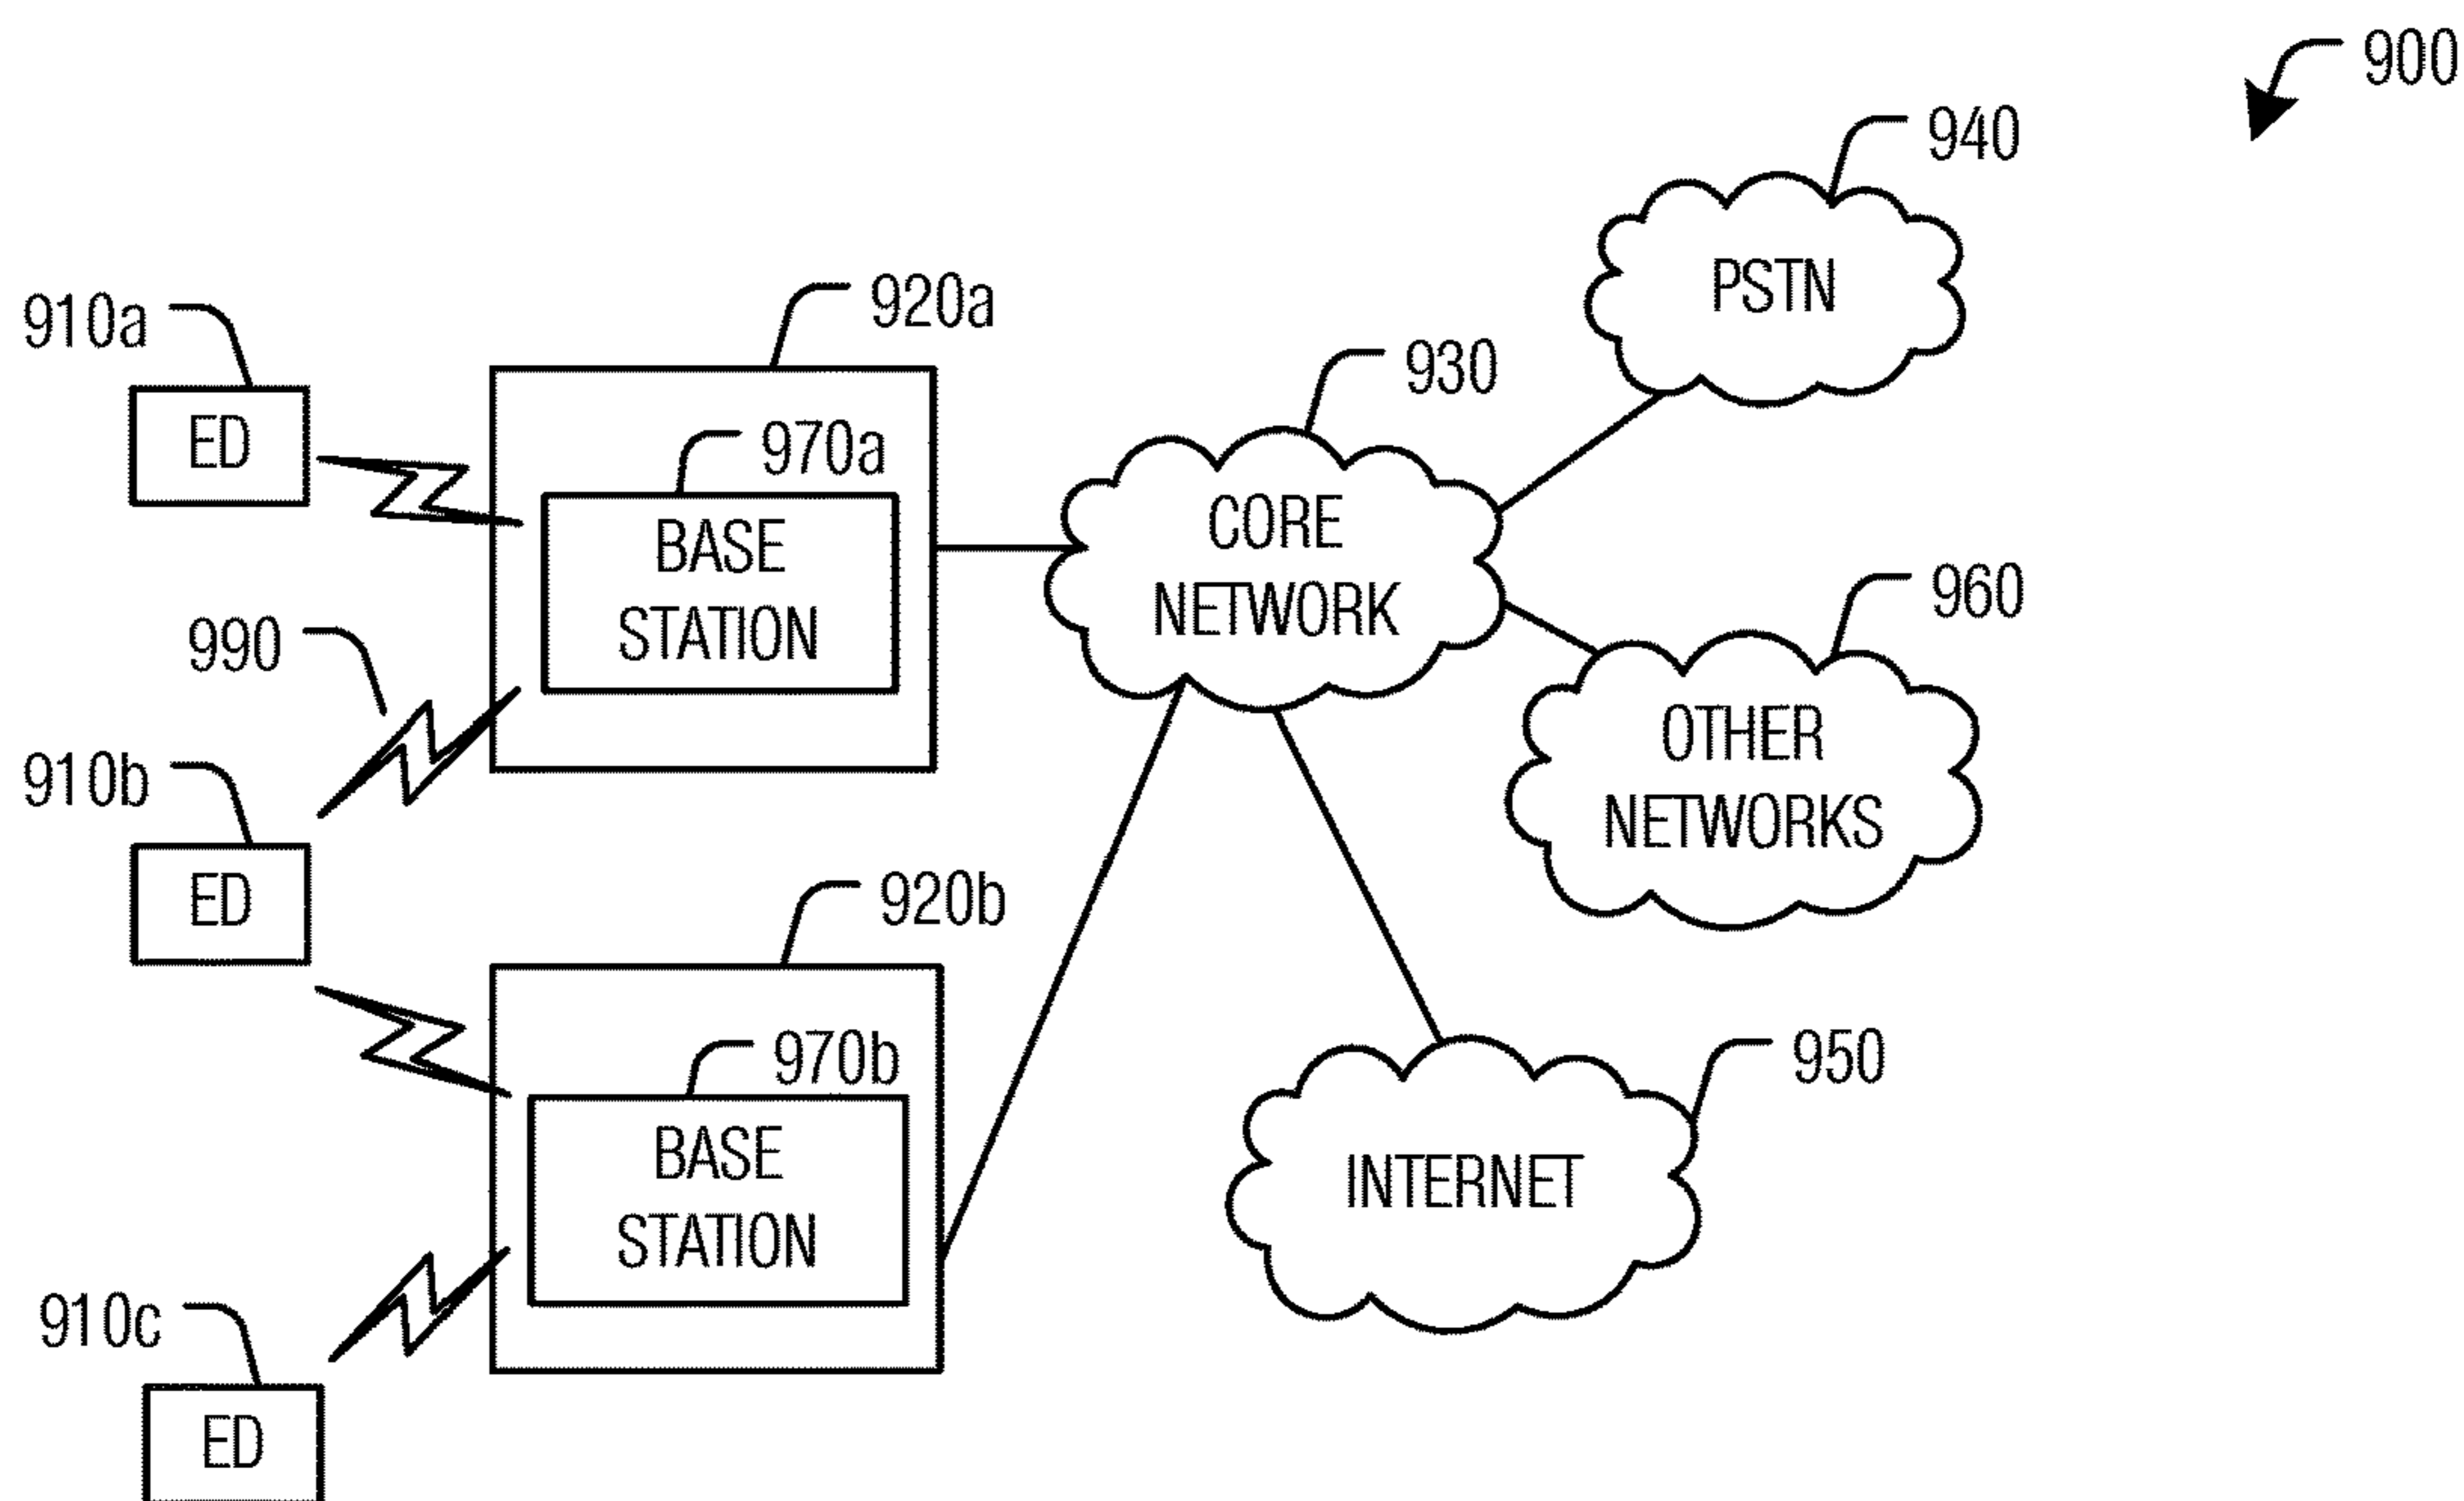 900
940
PSTN
920a
910a
930
ED
970a
CORE
NETWORK
BASE
STATION
960
990
OTHER
NETWORKS
910b
920b
ED
970b
950
BASE
STATION
INTERNET
910c
ED